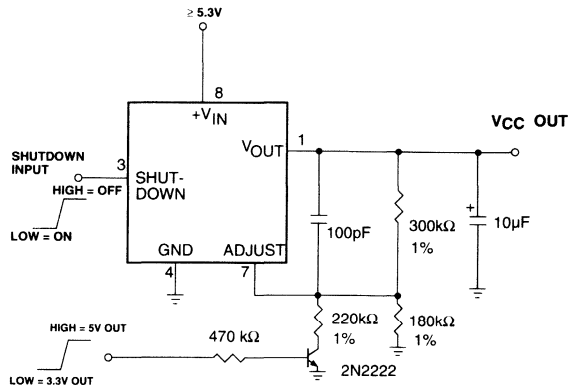 ≥ 5.3V
8
+VIN
VCC OUT
VOUT
1
SHUTDOWN
INPUT
3
SHUT-
DOWN
HIGH = OFF
LOW = ON
100pF
300kΩ
1%
+
10µF
GND
ADJUST
4
7
HIGH = 5V OUT
LOW = 3.3V OUT
470 kΩ
220kΩ
1%
180kΩ
1%
2N2222